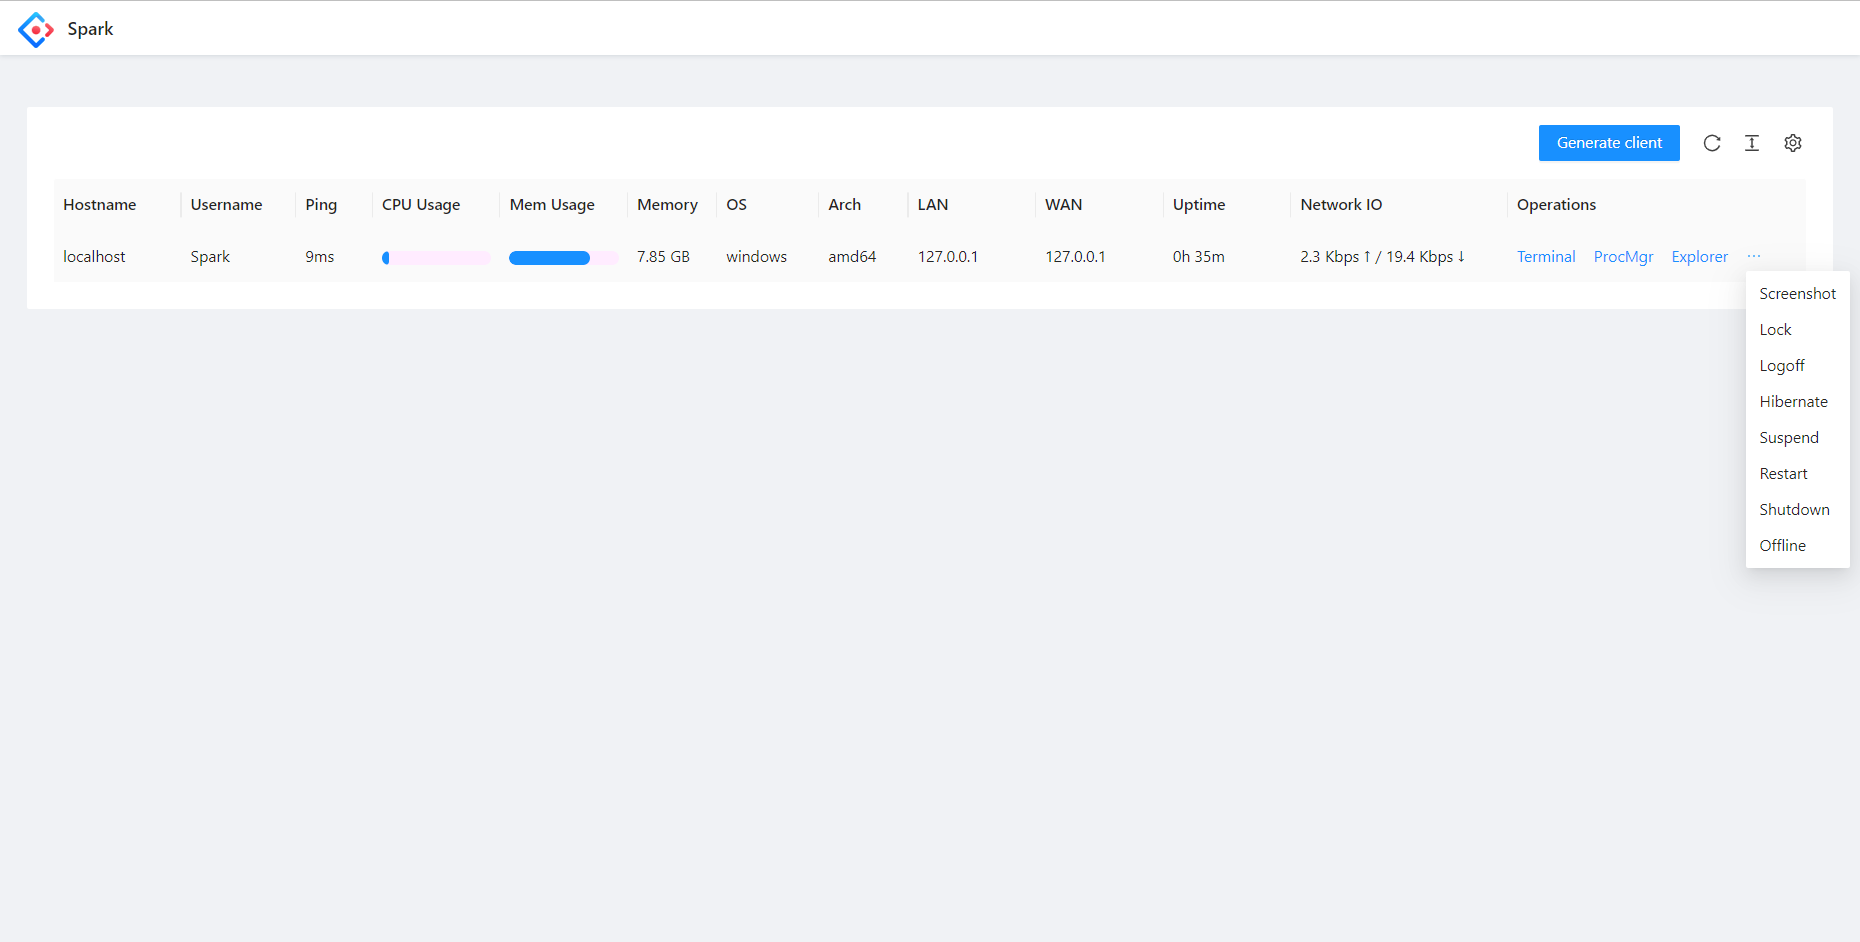 Spark
Generate client
Hostname Username Ping CPU Usage Mem Usage Memory OS Arch LAN WAN Uptime Network IO Operations
localhost Spark 9ms 7.85 GB windows amd64 127.0.0.1 127.0.0.1 0h 35m 2.3 Kbps ↑ / 19.4 Kbps ↓ Terminal ProcMgr Explorer ···
Screenshot
Lock
Logoff
Hibernate
Suspend
Restart
Shutdown
Offline